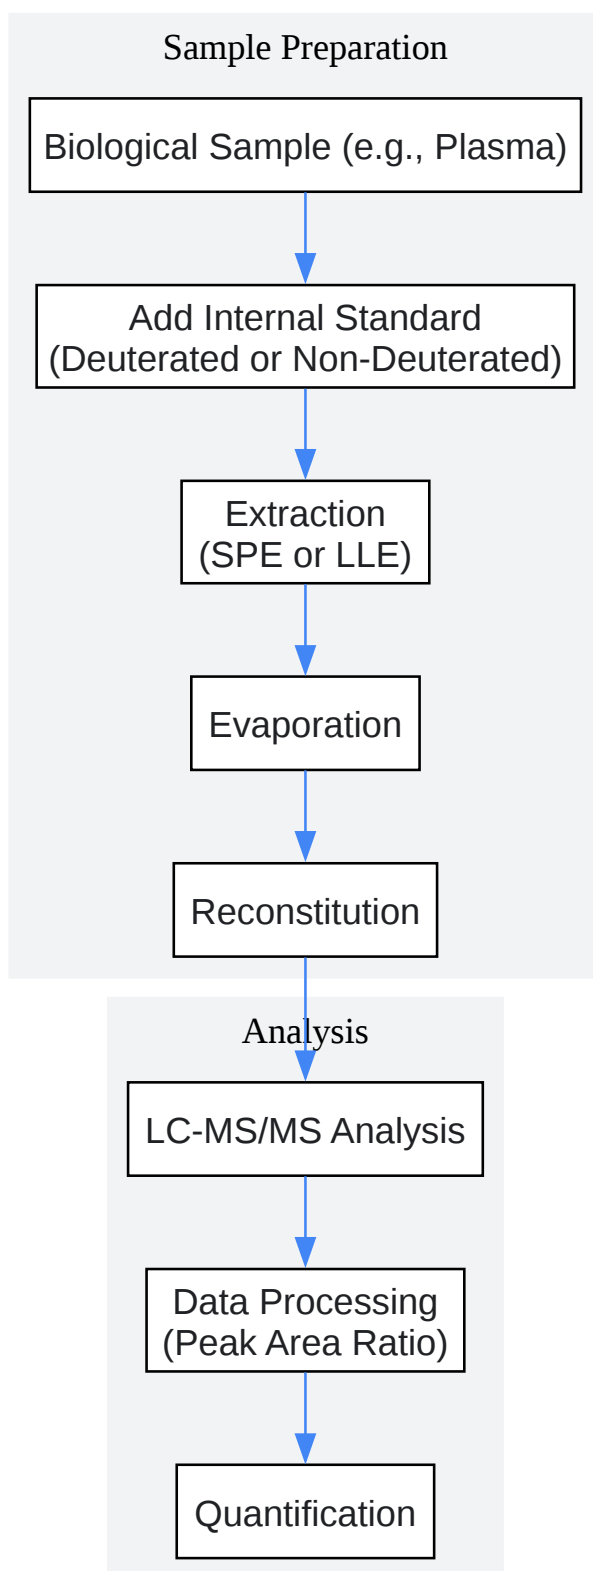 Sample Preparation
Biological Sample (e.g., Plasma)
Add Internal Standard
(Deuterated or Non-Deuterated)
Extraction
(SPE or LLE)
Evaporation
Reconstitution
Analysis
LC-MS/MS Analysis
Data Processing
(Peak Area Ratio)
Quantification